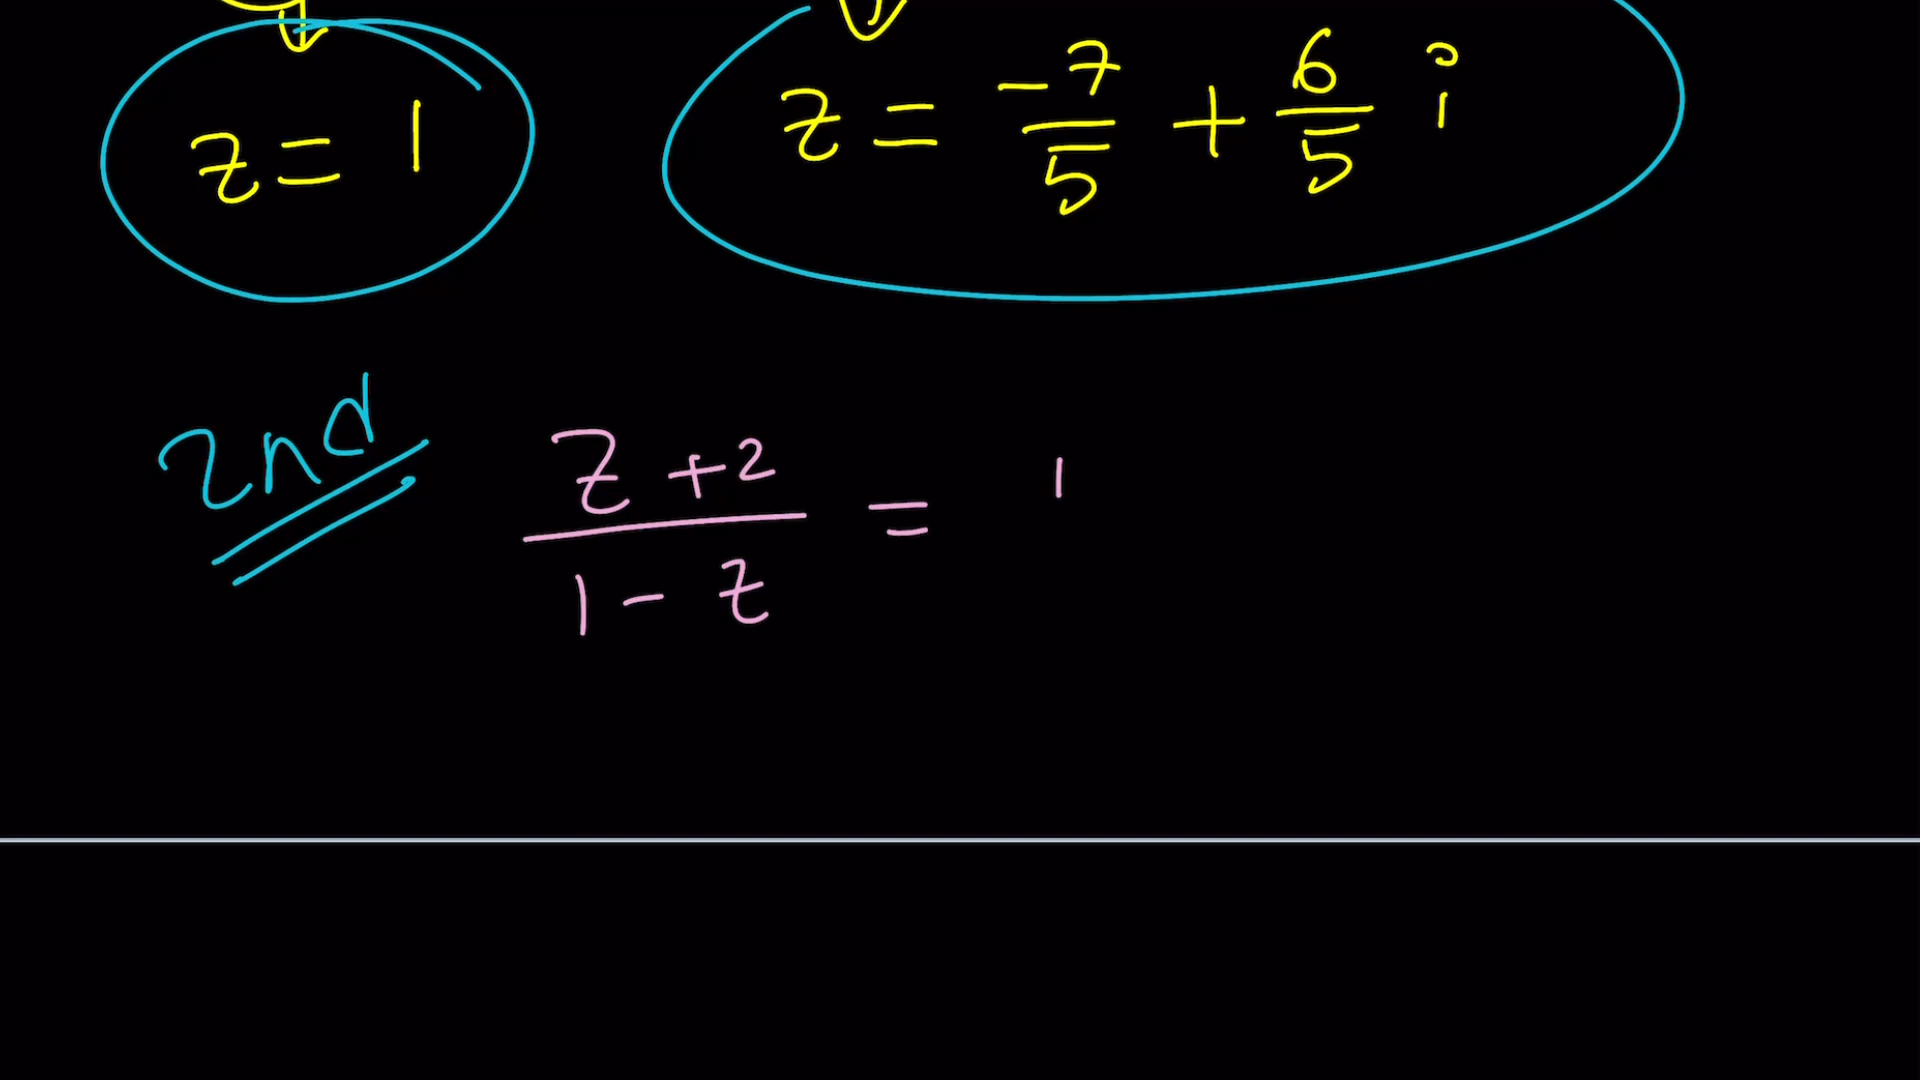 z = 1
z = -7/5 + 6/5 i
2nd z+2/1-z = 1